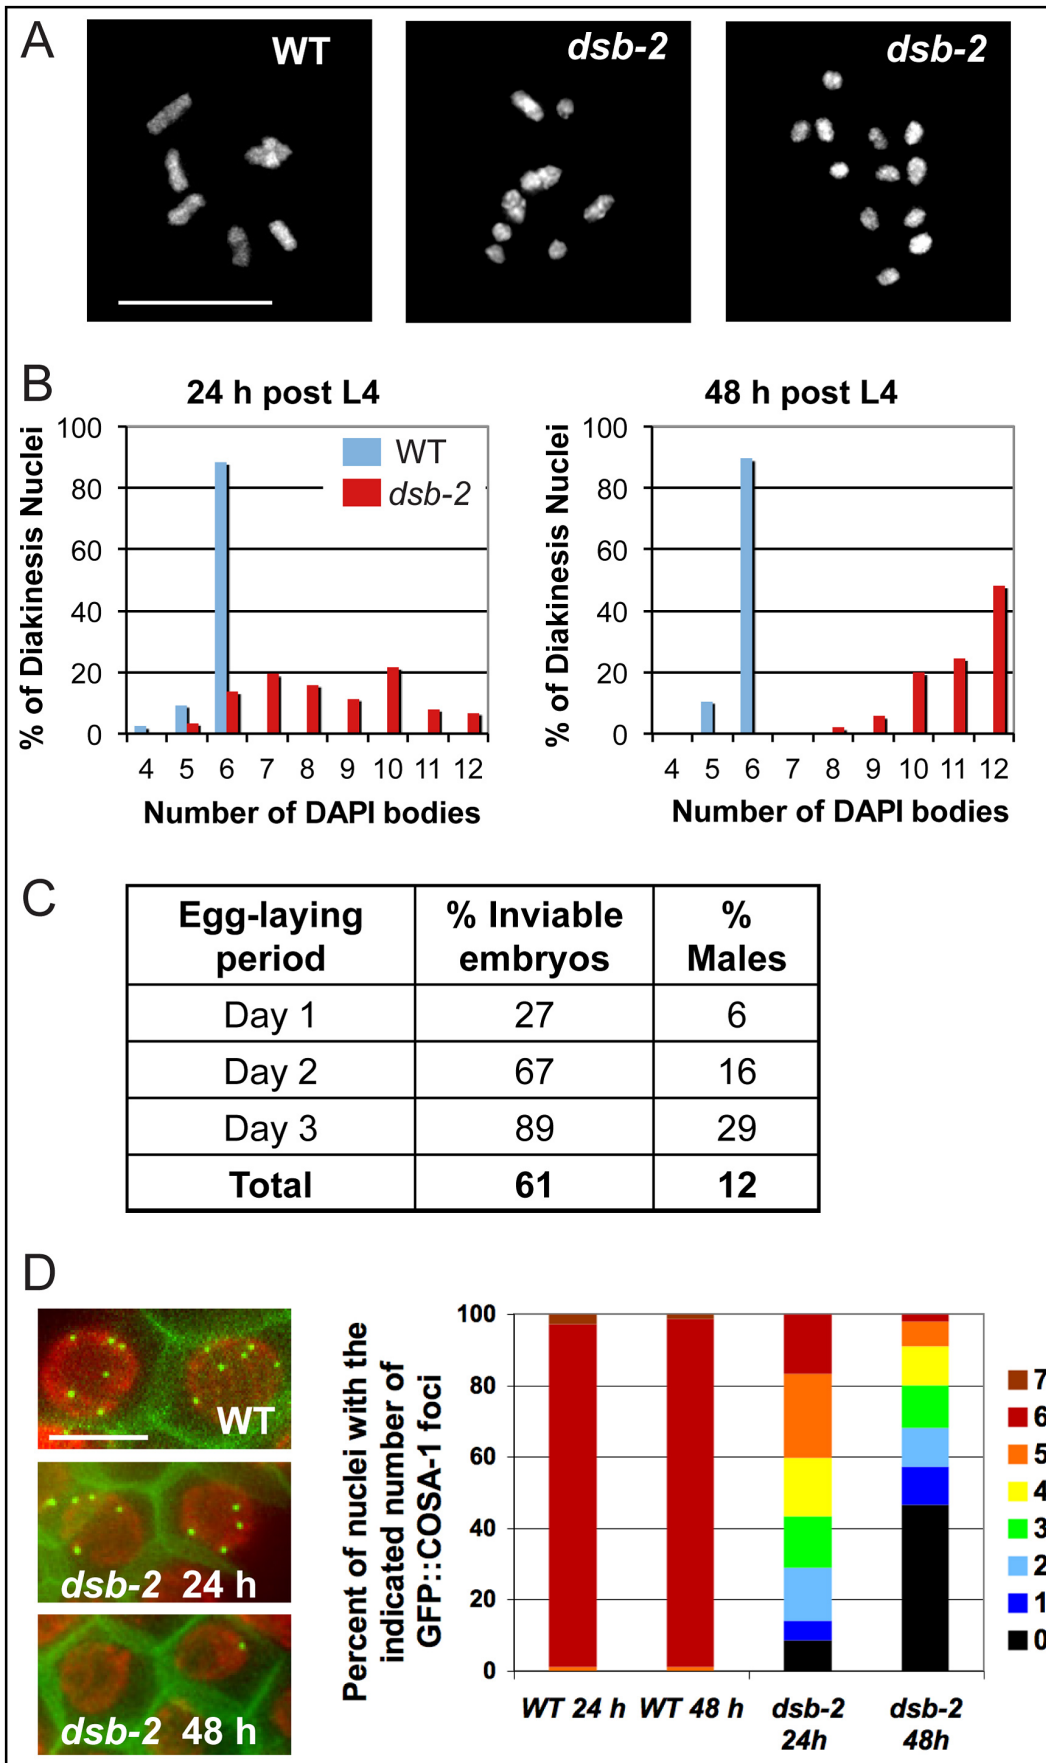 A
WT
dsb-2
dsb-2
B
24 h post L4
% of Diakinesis Nuclei
100
80
60
40
20
0
WT
dsb-2
4 5 6 7 8 9 10 11 12
Number of DAPI bodies
48 h post L4
% of Diakinesis Nuclei
100
80
60
40
20
0
4 5 6 7 8 9 10 11 12
Number of DAPI bodies
C
Egg-laying period
% Inviable embryos
% Males
Day 1 27 6
Day 2 67 16
Day 3 89 29
Total 61 12
D
WT
dsb-2 24 h
dsb-2 48 h
Percent of nuclei with the
indicated number of
GFP::COSA-1 foci
100
80
60
40
20
0
WT 24 h
WT 48 h
dsb-2
24h
dsb-2
48h
7
6
5
4
3
2
1
0